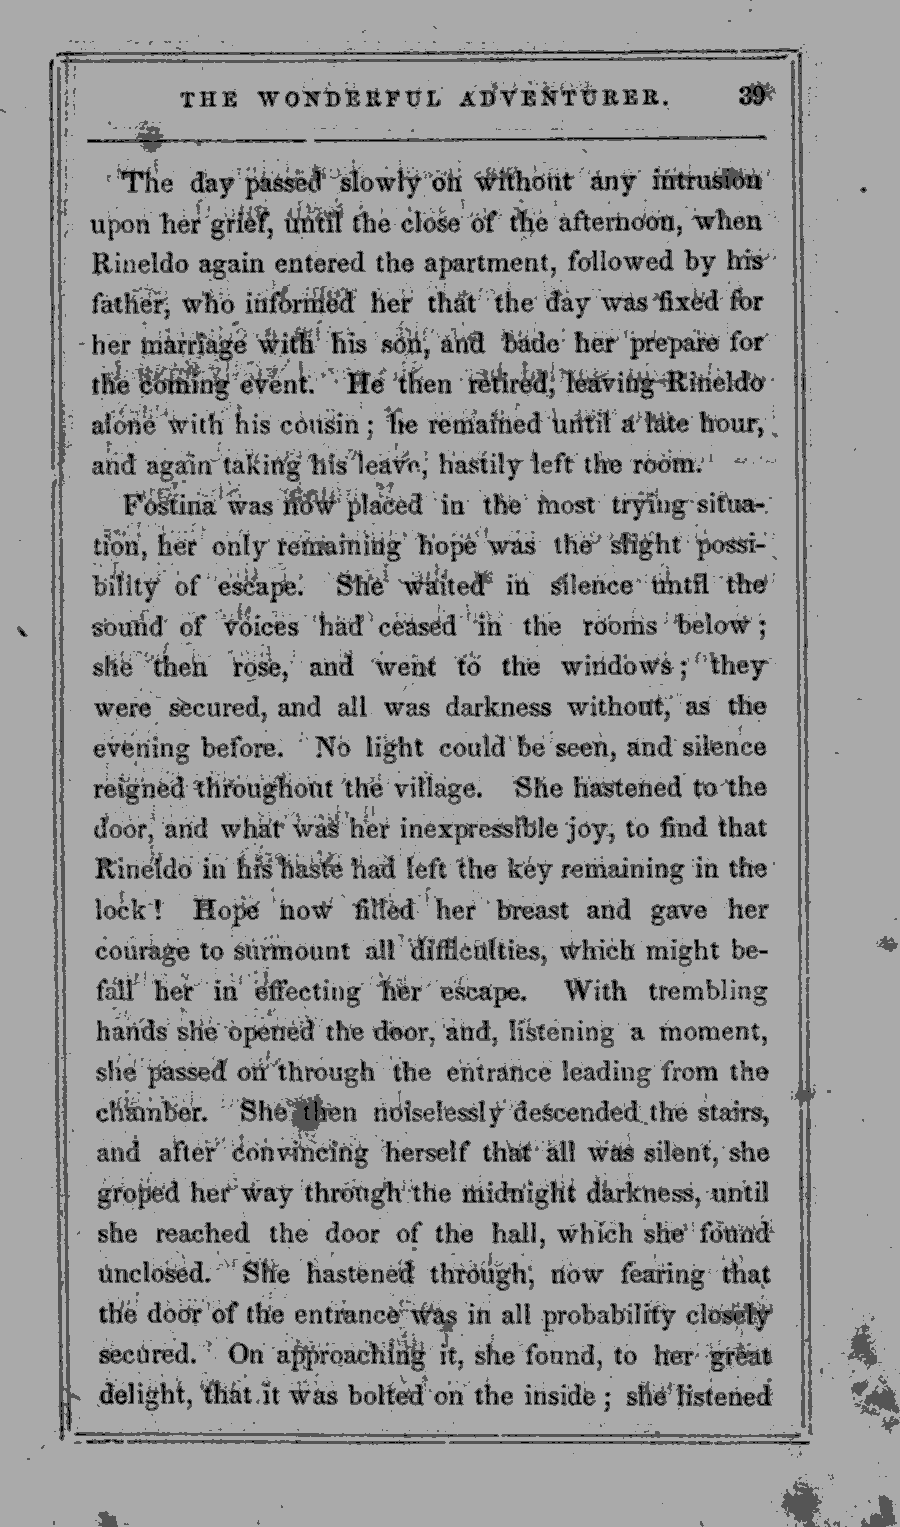 THE WONDERFUL ADVENTURER. 39
The day passed slowly on without any intrusion
upon her grief, until the close of the afternoon, when
Rineldo again entered the apartment, followed by his
father, who informed her that the day was fixed for
her marriage with his son, and bade her prepare for
the coming event. He then retired, leaving Rineldo
alone with his cousin; he remained until a late hour,
and again taking his leave, hastily left the room.
Fostina was now placed in the most trying situa-
tion, her only remaining hope was the slight possi-
bility of escape. She waited in silence until the
sound of voices had ceased in the rooms below;
she then rose, and went to the windows; they
were secured, and all was darkness without, as the
evening before. No light could be seen, and silence
reigned throughout the village. She hastened to the
door, and what was her inexpressible joy, to find that
Rineldo in his haste had left the key remaining in the
lock! Hope now filled her breast and gave her
courage to surmount all difficulties, which might be-
fall her in effecting her escape. With trembling
hands she opened the door, and, listening a moment,
she passed on through the entrance leading from the
chamber. She then noiselessly descended the stairs,
and after convincing herself that all was silent, she
groped her way through the midnight darkness, until
she reached the door of the hall, which she found
unclosed. She hastened through, now fearing that
the door of the entrance was in all probability closely
secured. On approaching it, she found, to her great
delight, that it was bolted on the inside; she listened